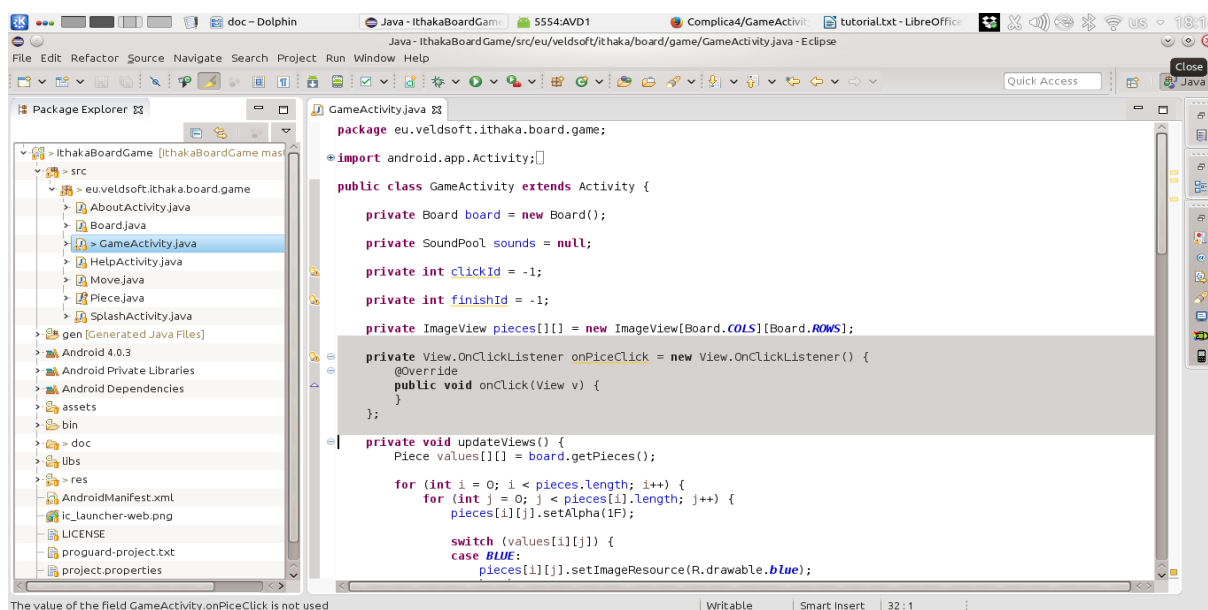 doc – Dolphin
Java - IthakaBoardGame
5554:AVD1
Complica4/GameActivit
tutorial.txt - LibreOffice
US
18:1
Java - IthakaBoardGame/src/eu/veldsoft/ithaka/board/game/GameActivity.java - Eclipse
File Edit Refactor Source Navigate Search Project Run Window Help
Close
Quick Access
Java
Package Explorer
GameActivity.java
> IthakaBoardGame [IthakaBoardGame mast
> src
> eu.veldsoft.ithaka.board.game
AboutActivity.java
Board.java
> GameActivity.java
HelpActivity.java
Move.java
Piece.java
SplashActivity.java
gen [Generated Java Files]
Android 4.0.3
Android Private Libraries
Android Dependencies
assets
bin
> doc
libs
> res
AndroidManifest.xml
ic_launcher-web.png
LICENSE
proguard-project.txt
project.properties
package eu.veldsoft.ithaka.board.game;
import android.app.Activity;
public class GameActivity extends Activity {
private Board board = new Board();
private SoundPool sounds = null;
private int clickId = -1;
private int finishId = -1;
private ImageView pieces[][] = new ImageView[Board.COLS][Board.ROWS];
private View.OnClickListener onPiceClick = new View.OnClickListener() {
@Override
public void onClick(View v) {
}
};
private void updateViews() {
Piece values[][] = board.getPieces();
for (int i = 0; i < pieces.length; i++) {
for (int j = 0; j < pieces[i].length; j++) {
pieces[i][j].setAlpha(1F);
switch (values[i][j]) {
case BLUE:
pieces[i][j].setImageResource(R.drawable.blue);
The value of the field GameActivity.onPiceClick is not used
Writable
Smart Insert
32 : 1